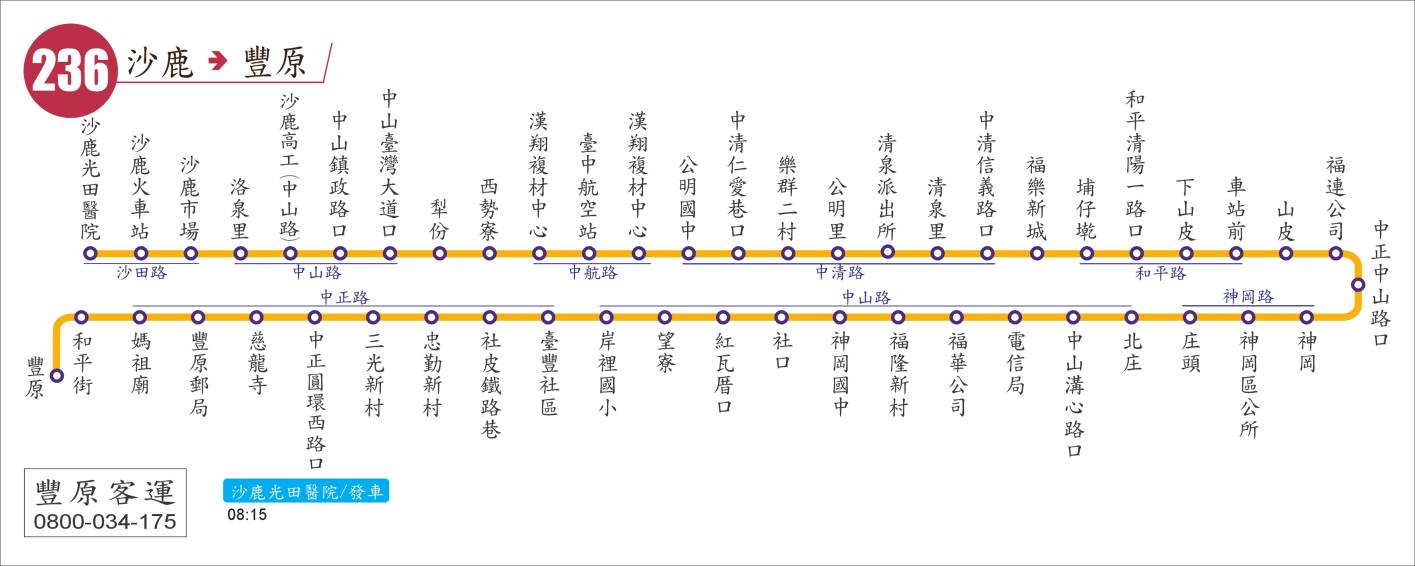 236
沙鹿 ➔ 豐原
沙鹿光田醫院
沙鹿火車站
沙鹿市場
洛泉里
沙鹿高工(中山路)
中山鎮政路口
中山臺灣大道口
犁份
西勢寮
漢翔複材中心
臺中航空站
漢翔複材中心
公明國中
中清仁愛巷口
樂群二村
公明里
清泉派出所
清泉里
中清信義路口
福樂新城
埔仔墘
和平清陽一路口
下山皮
車站前
山皮
福連公司
中正中山路口
沙田路
中山路
中航路
中清路
和平路
中正路
中山路
神岡路
豐原
和平街
媽祖廟
豐原郵局
慈龍寺
中正圓環西路口
三光新村
忠勤新村
社皮鐵路巷
臺豐社區
岸裡國小
望寮
紅瓦厝口
社口
神岡國中
福隆新村
福華公司
電信局
中山溝心路口
北庄
庄頭
神岡區公所
神岡
豐原客運
0800-034-175
沙鹿光田醫院/發車
08:15